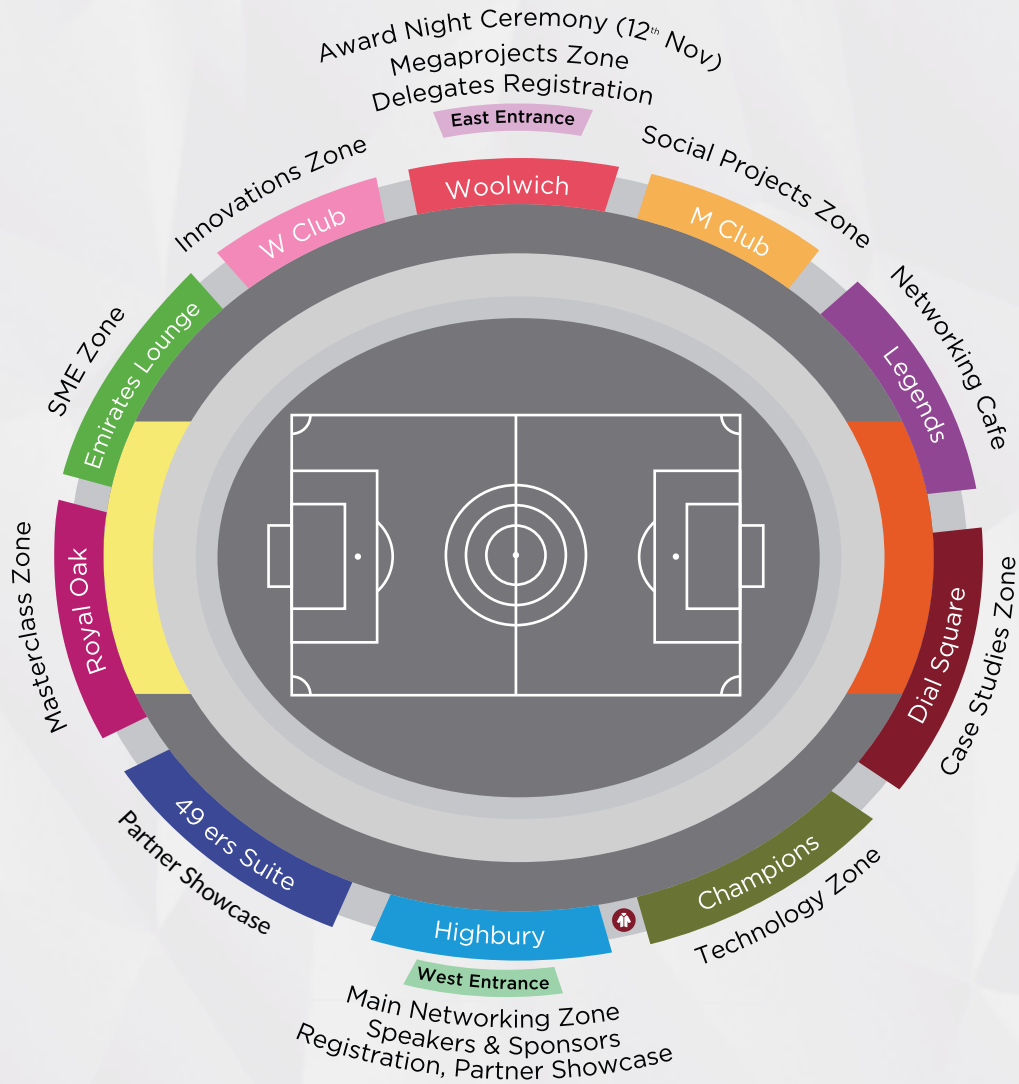 Award Night Ceremony (12th Nov)
Megaprojects Zone
Delegates Registration
East Entrance
Woolwich
Innovations Zone
W Club
Social Projects Zone
M Club
SME Zone
Emirates Lounge
Networking Cafe
Legends
Masterclass Zone
Royal Oak
Dial Square
Case Studies Zone
49 ers Suite
Partner Showcase
Champions
Technology Zone
Highbury
West Entrance
Main Networking Zone
Speakers & Sponsors
Registration, Partner Showcase